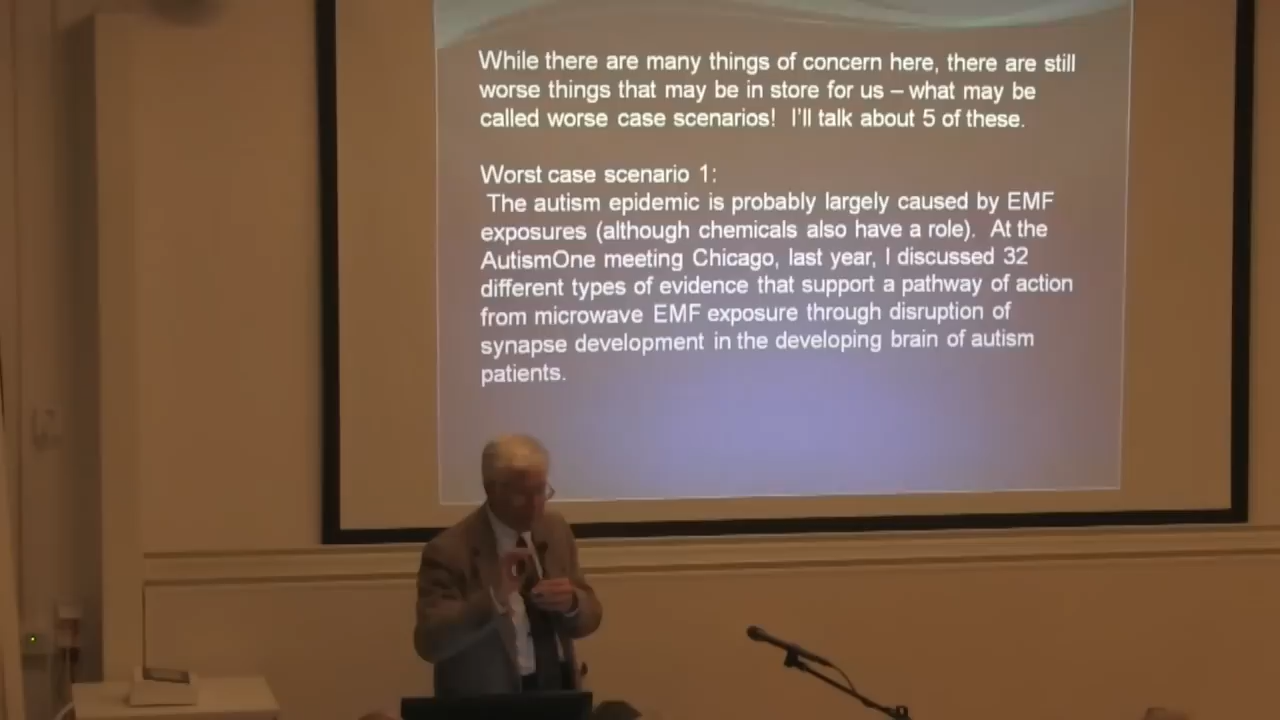 While there are many things of concern here, there are still
worse things that may be in store for us – what may be
called worse case scenarios!  I'll talk about 5 of these.
Worst case scenario 1:
The autism epidemic is probably largely caused by EMF
exposures (although chemicals also have a role).  At the
AutismOne meeting Chicago, last year, I discussed 32
different types of evidence that support a pathway of action
from microwave EMF exposure through disruption of
synapse development in the developing brain of autism
patients.